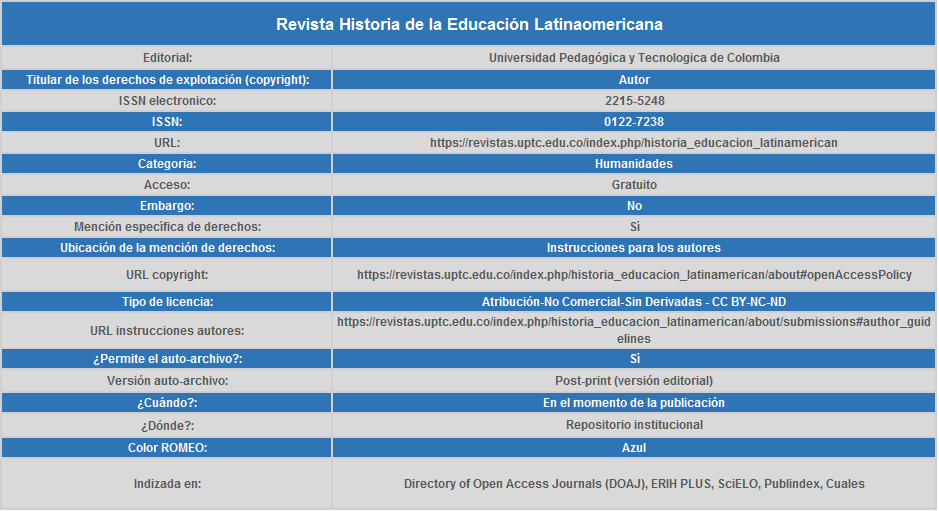 Revista Historia de la Educación Latinaomericana
Editorial: Universidad Pedagógica y Tecnologica de Colombia
Titular de los derechos de explotación (copyright): Autor
ISSN electronico: 2215-5248
ISSN: 0122-7238
URL: https://revistas.uptc.edu.co/index.php/historia_educacion_latinamerican
Categoria: Humanidades
Acceso: Gratuito
Embargo: No
Mención específica de derechos: Sí
Ubicación de la mención de derechos: Instrucciones para los autores
URL copyright: https://revistas.uptc.edu.co/index.php/historia_educacion_latinamerican/about#openAccessPolicy
Tipo de licencia: Atribución-No Comercial-Sin Derivadas - CC BY-NC-ND
URL instrucciones autores: https://revistas.uptc.edu.co/index.php/historia_educacion_latinamerican/about/submissions#author_guid
elines
¿Permite el auto-archivo?: Sí
Versión auto-archivo: Post-print (versión editorial)
¿Cuándo?: En el momento de la publicación
¿Dónde?: Repositorio institucional
Color ROMEO: Azul
Indizada en: Directory of Open Access Journals (DOAJ), ERIH PLUS, SciELO, Publindex, Cuales